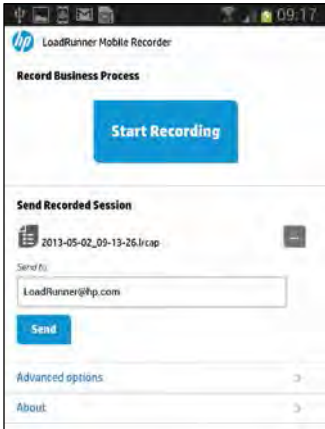 09:17
hp LoadRunner Mobile Recorder
Record Business Process
Start Recording
Send Recorded Session
2013-05-02_09-13-26.lrcap
...
Send to
LoadRunner@hp.com
Send
Advanced options
About